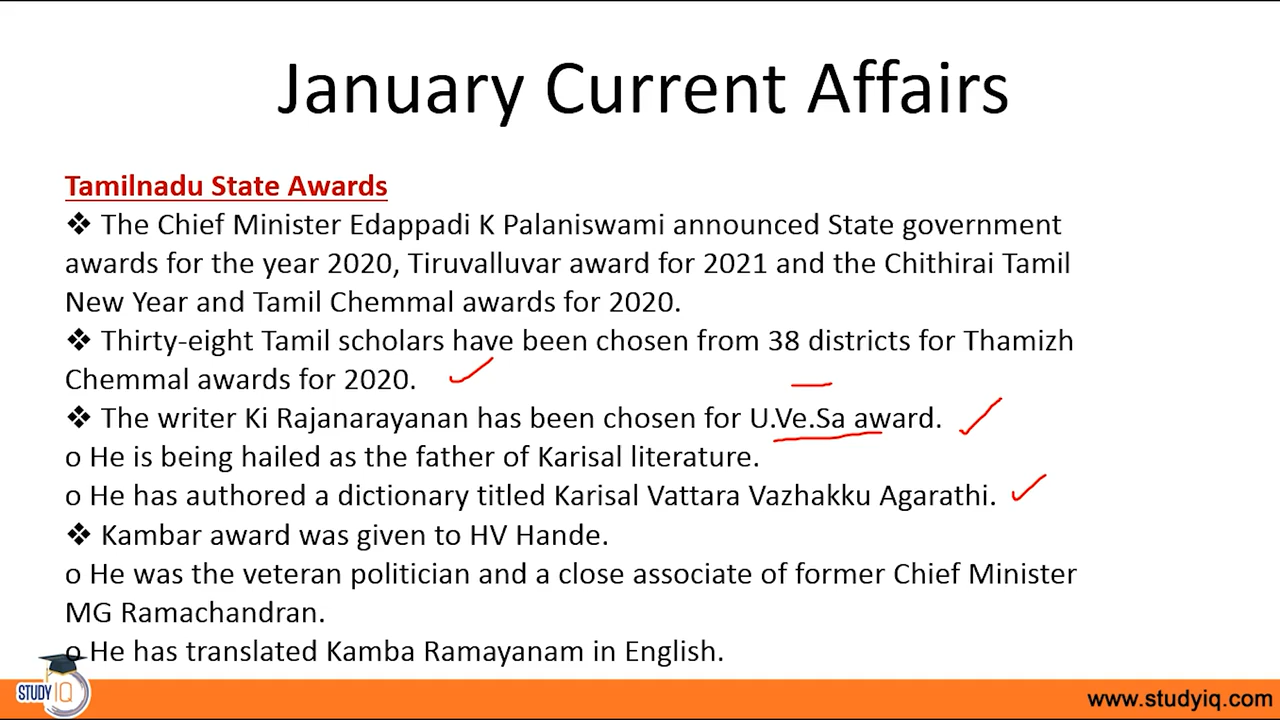 January Current Affairs
Tamilnadu State Awards
❖ The Chief Minister Edappadi K Palaniswami announced State government
awards for the year 2020, Tiruvalluvar award for 2021 and the Chithirai Tamil
New Year and Tamil Chemmal awards for 2020.
❖ Thirty-eight Tamil scholars have been chosen from 38 districts for Thamizh
Chemmal awards for 2020.
❖ The writer Ki Rajanarayanan has been chosen for U.Ve.Sa award.
o He is being hailed as the father of Karisal literature.
o He has authored a dictionary titled Karisal Vattara Vazhakku Agarathi.
❖ Kambar award was given to HV Hande.
o He was the veteran politician and a close associate of former Chief Minister
MG Ramachandran.
o He has translated Kamba Ramayanam in English.
STUDY IQ
www.studyiq.com